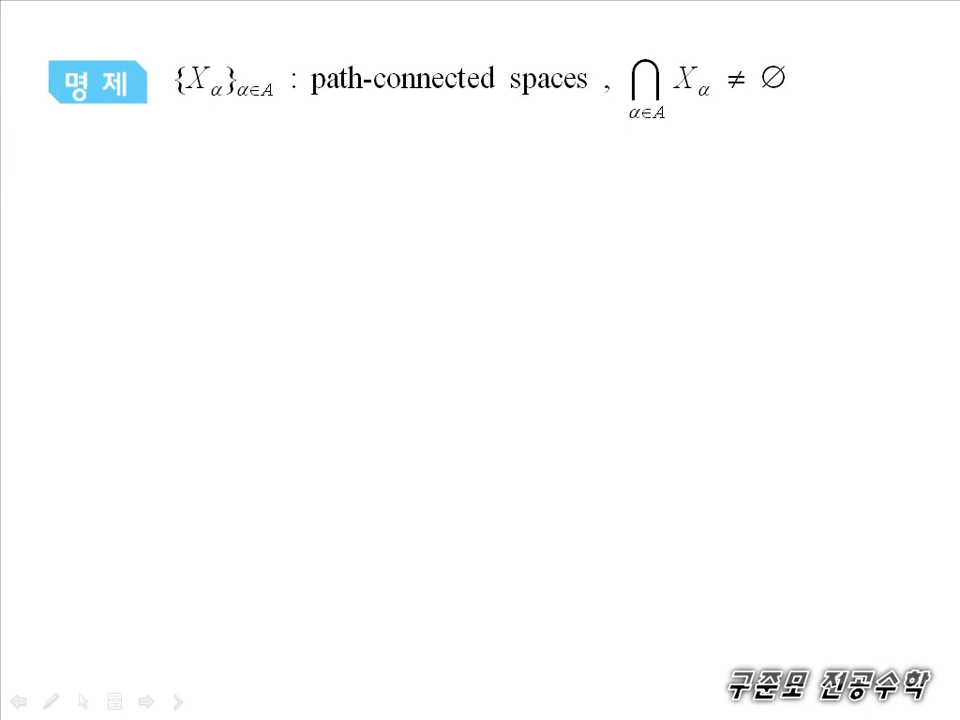 명 제 {X_α}_{α∈A} : path-connected spaces , ⋂_{α∈A} X_α ≠ ∅
구준모 전공수학